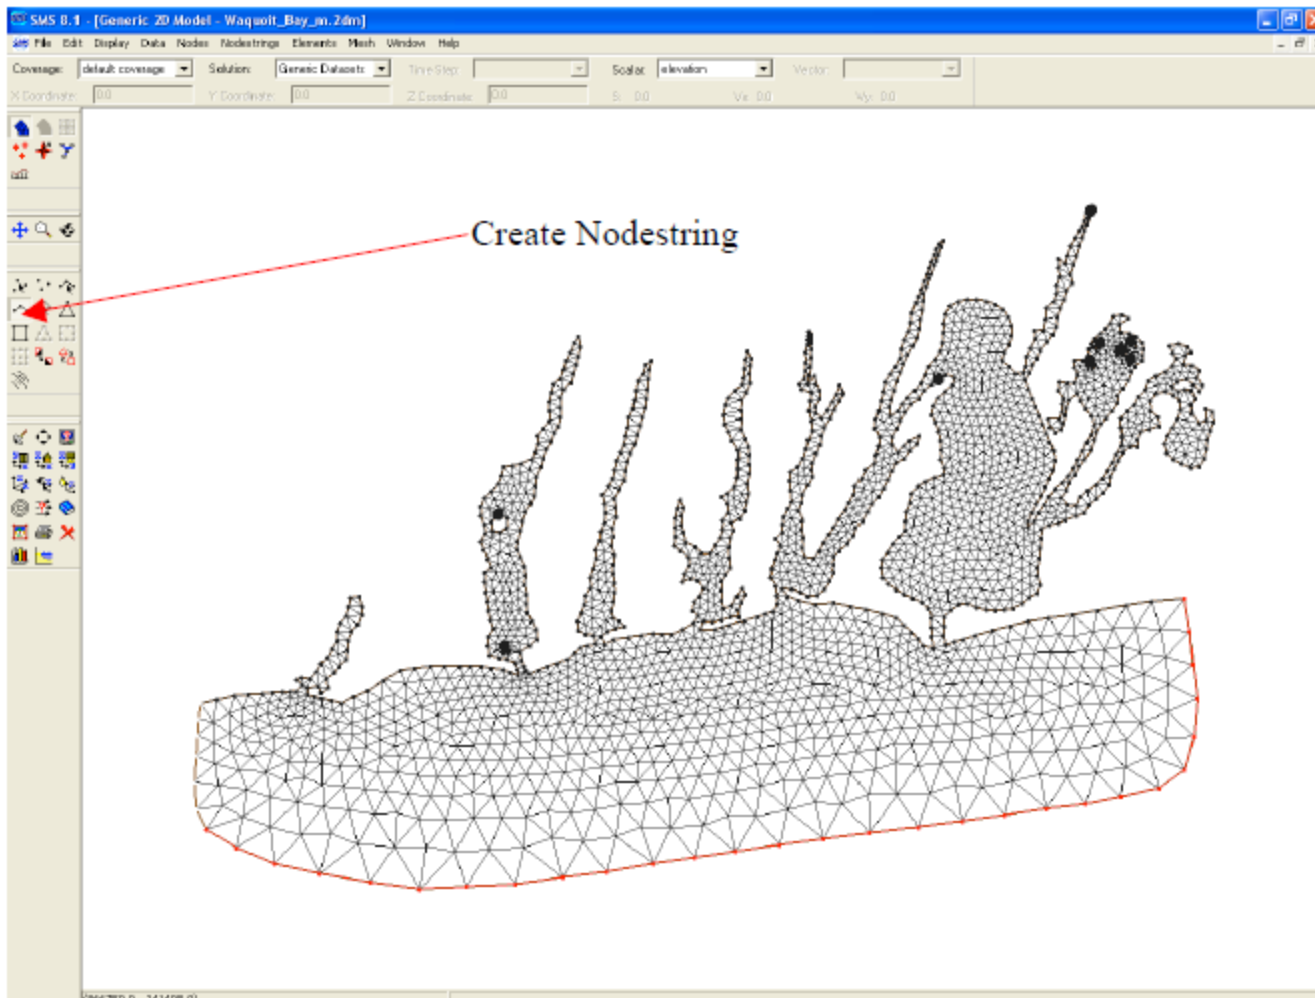 SMS 8.1 - [Generic 2D Model - Waquoit_Bay_m.2dm]
File Edit Display Data Nodes Nodestrings Elements Mesh Window Help
Coverage: default coverage Solution: Generic Datasets Time Step: Scalar: elevation Vector:
X Coordinate: 0.0 Y Coordinate: 0.0 Z Coordinate: 0.0 S: 0.0 Vx: 0.0 Vy: 0.0
Create Nodestring